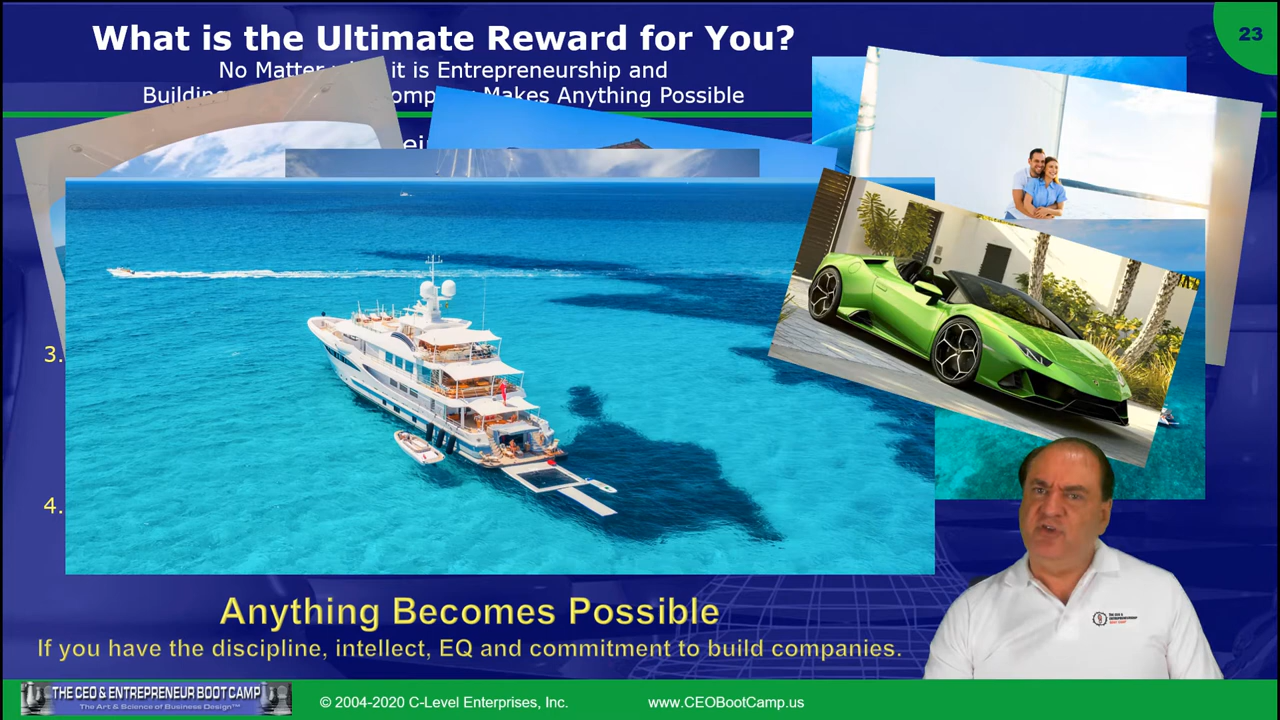 What is the Ultimate Reward for You?
23
No Matter it is Entrepreneurship and
Building Makes Anything Possible
3.
4.
Anything Becomes Possible
If you have the discipline, intellect, EQ and commitment to build companies.
THE CEO & ENTREPRENEUR BOOT CAMP
The Art & Science of Business Design™
© 2004-2020 C-Level Enterprises, Inc.
www.CEOBootCamp.us